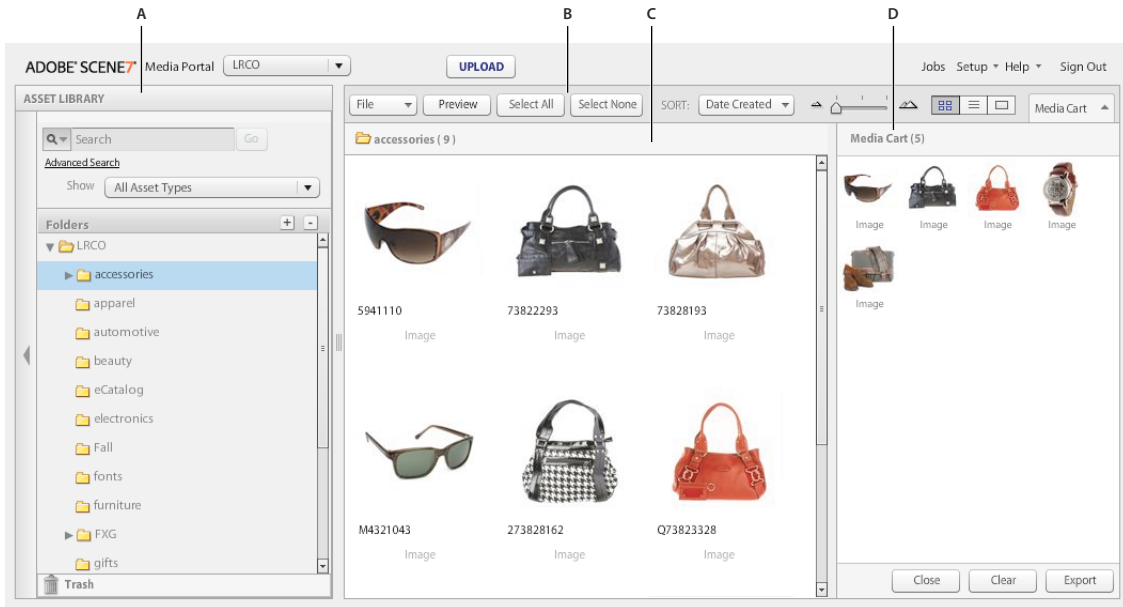 A B C D
ADOBE® SCENE7® Media Portal LRCO UPLOAD Jobs Setup Help Sign Out
ASSET LIBRARY
File Preview Select All Select None SORT: Date Created Media Cart
Search Go
Advanced Search
Show All Asset Types
Folders + -
LRCO
accessories
apparel
automotive
beauty
eCatalog
electronics
Fall
fonts
furniture
FXG
gifts
Trash
accessories ( 9 )
5941110 73822293 73828193
Image Image Image
M4321043 273828162 Q73823328
Image Image Image
Media Cart (5)
Image Image Image Image
Image
Close Clear Export